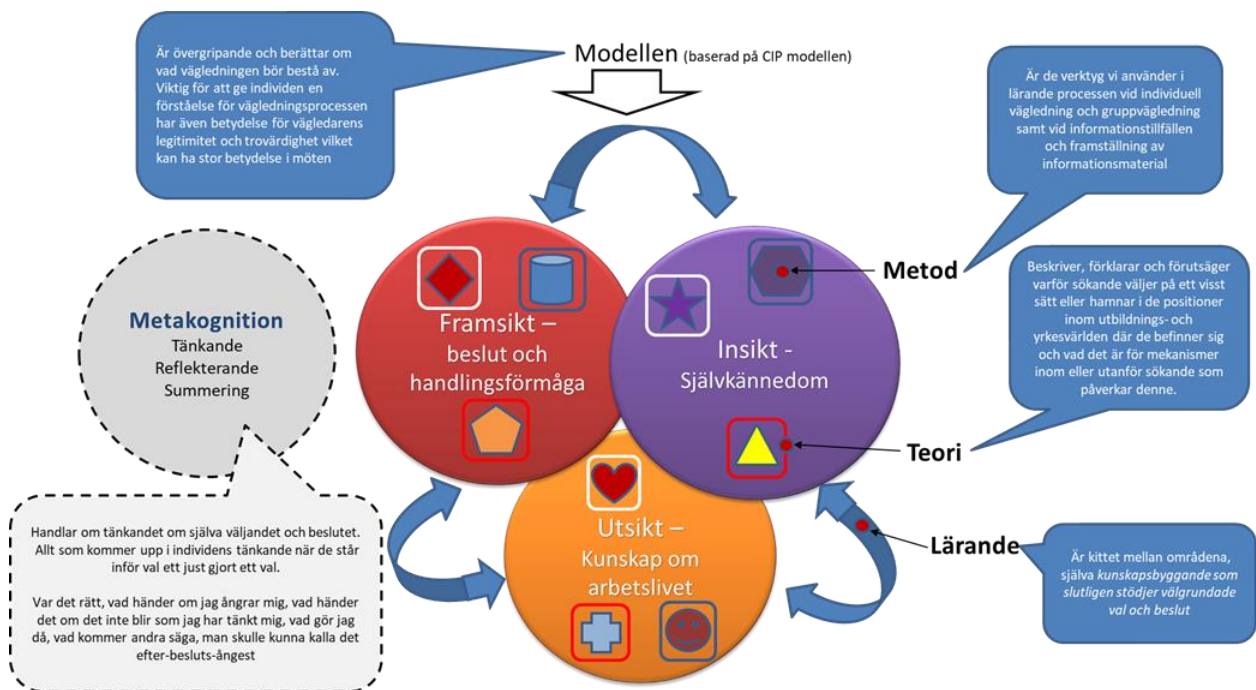 Är övergripande och berättar om
vad vägledningen bör bestå av.
Viktig för att ge individen en
förståelse för vägledningsprocessen
har även betydelse för vägledarens
legitimitet och trovärdighet vilket
kan ha stor betydelse i möten
Modellen (baserad på CIP modellen)
Är de verktyg vi använder i
lärande processen vid individuell
vägledning och gruppvägledning
samt vid informationstillfällen
och framställning av
informationsmaterial
Metakognition
Tänkande
Reflekterande
Summering
Framsikt –
beslut och
handlingsförmåga
Insikt -
Självkännedom
Metod
Beskriver, förklarar och förutsäger
varför sökande väljer på ett visst
sätt eller hamnar i de positioner
inom utbildnings- och
yrkesvärlden där de befinner sig
och vad det är för mekanismer
inom eller utanför sökande som
påverkar denne.
Teori
Handlar om tänkandet om själva väljandet och beslutet.
Allt som kommer upp i individens tänkande när de står
inför val ett just gjort ett val.
Var det rätt, vad händer om jag ångrar mig, vad händer
det om det inte blir som jag har tänkt mig, vad gör jag
då, vad kommer andra säga, man skulle kunna kalla det
efter-besluts-ångest
Utsikt –
Kunskap om
arbetslivet
Lärande
Är kittet mellan områdena,
själva kunskapsbyggande som
slutligen stödjer välgrundade
val och beslut